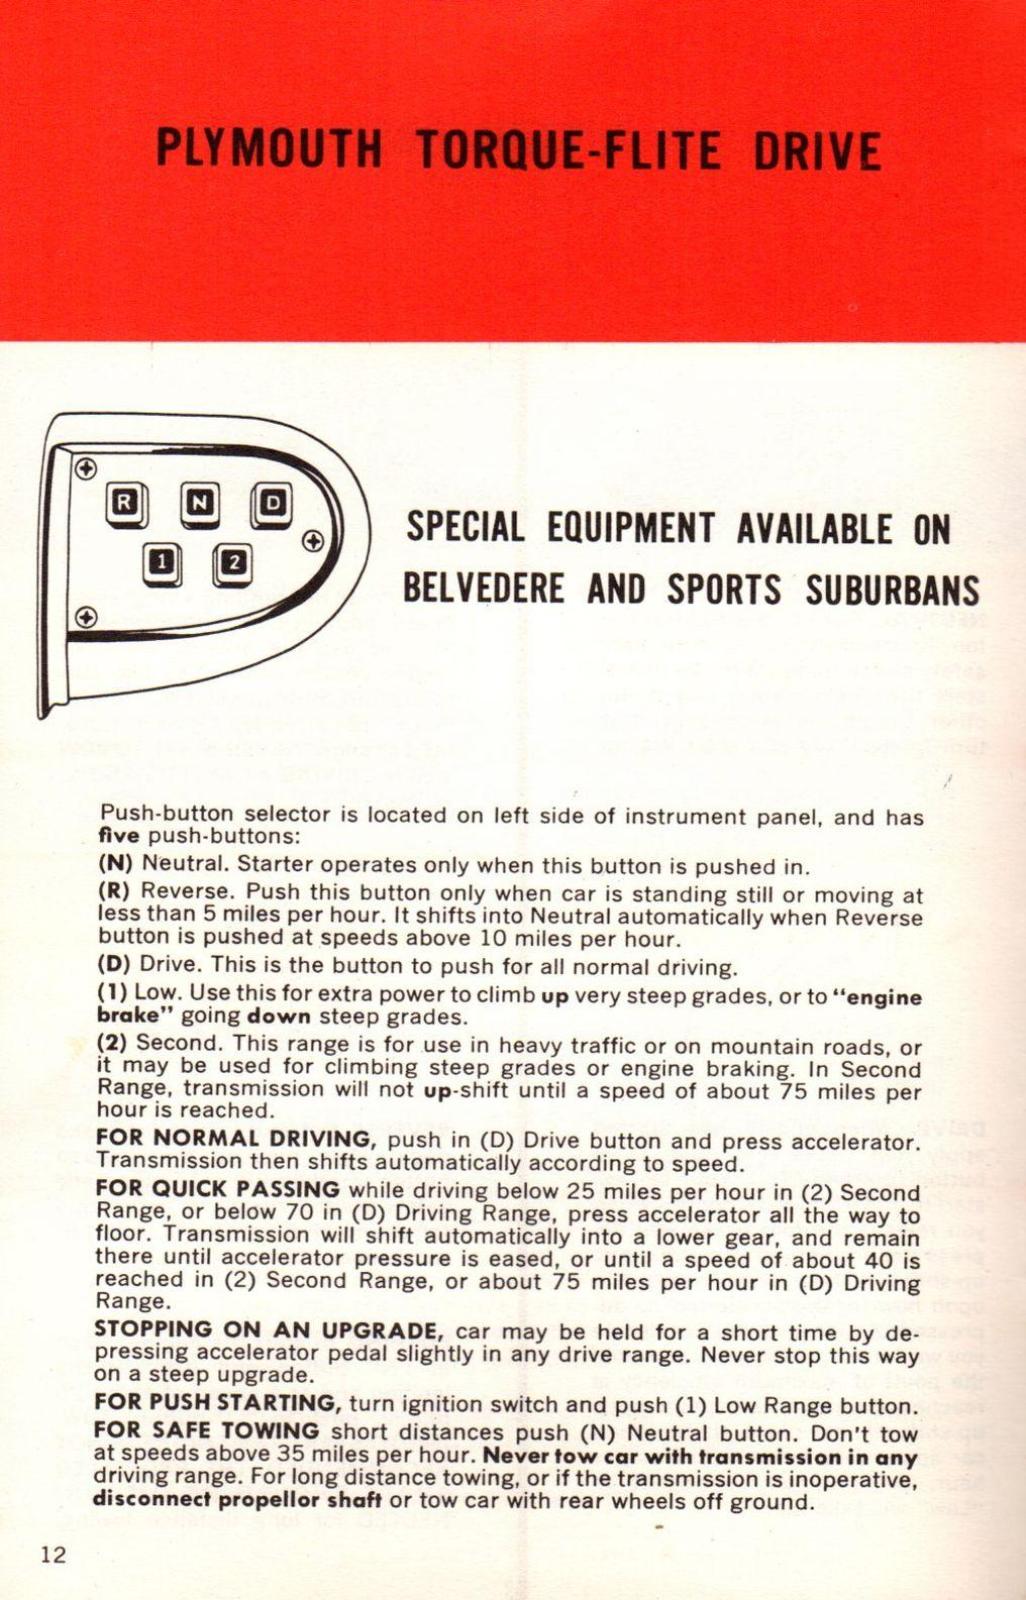 PLYMOUTH TORQUE-FLITE DRIVE
R N D
1 2
SPECIAL EQUIPMENT AVAILABLE ON
BELVEDERE AND SPORTS SUBURBANS
Push-button selector is located on left side of instrument panel, and has
five push-buttons:
(N) Neutral. Starter operates only when this button is pushed in.
(R) Reverse. Push this button only when car is standing still or moving at
less than 5 miles per hour. It shifts into Neutral automatically when Reverse
button is pushed at speeds above 10 miles per hour.
(D) Drive. This is the button to push for all normal driving.
(1) Low. Use this for extra power to climb up very steep grades, or to "engine
brake" going down steep grades.
(2) Second. This range is for use in heavy traffic or on mountain roads, or
it may be used for climbing steep grades or engine braking. In Second
Range, transmission will not up-shift until a speed of about 75 miles per
hour is reached.
FOR NORMAL DRIVING, push in (D) Drive button and press accelerator.
Transmission then shifts automatically according to speed.
FOR QUICK PASSING while driving below 25 miles per hour in (2) Second
Range, or below 70 in (D) Driving Range, press accelerator all the way to
floor. Transmission will shift automatically into a lower gear, and remain
there until accelerator pressure is eased, or until a speed of about 40 is
reached in (2) Second Range, or about 75 miles per hour in (D) Driving
Range.
STOPPING ON AN UPGRADE, car may be held for a short time by de-
pressing accelerator pedal slightly in any drive range. Never stop this way
on a steep upgrade.
FOR PUSH STARTING, turn ignition switch and push (1) Low Range button.
FOR SAFE TOWING short distances push (N) Neutral button. Don't tow
at speeds above 35 miles per hour. Never tow car with transmission in any
driving range. For long distance towing, or if the transmission is inoperative,
disconnect propellor shaft or tow car with rear wheels off ground.
12